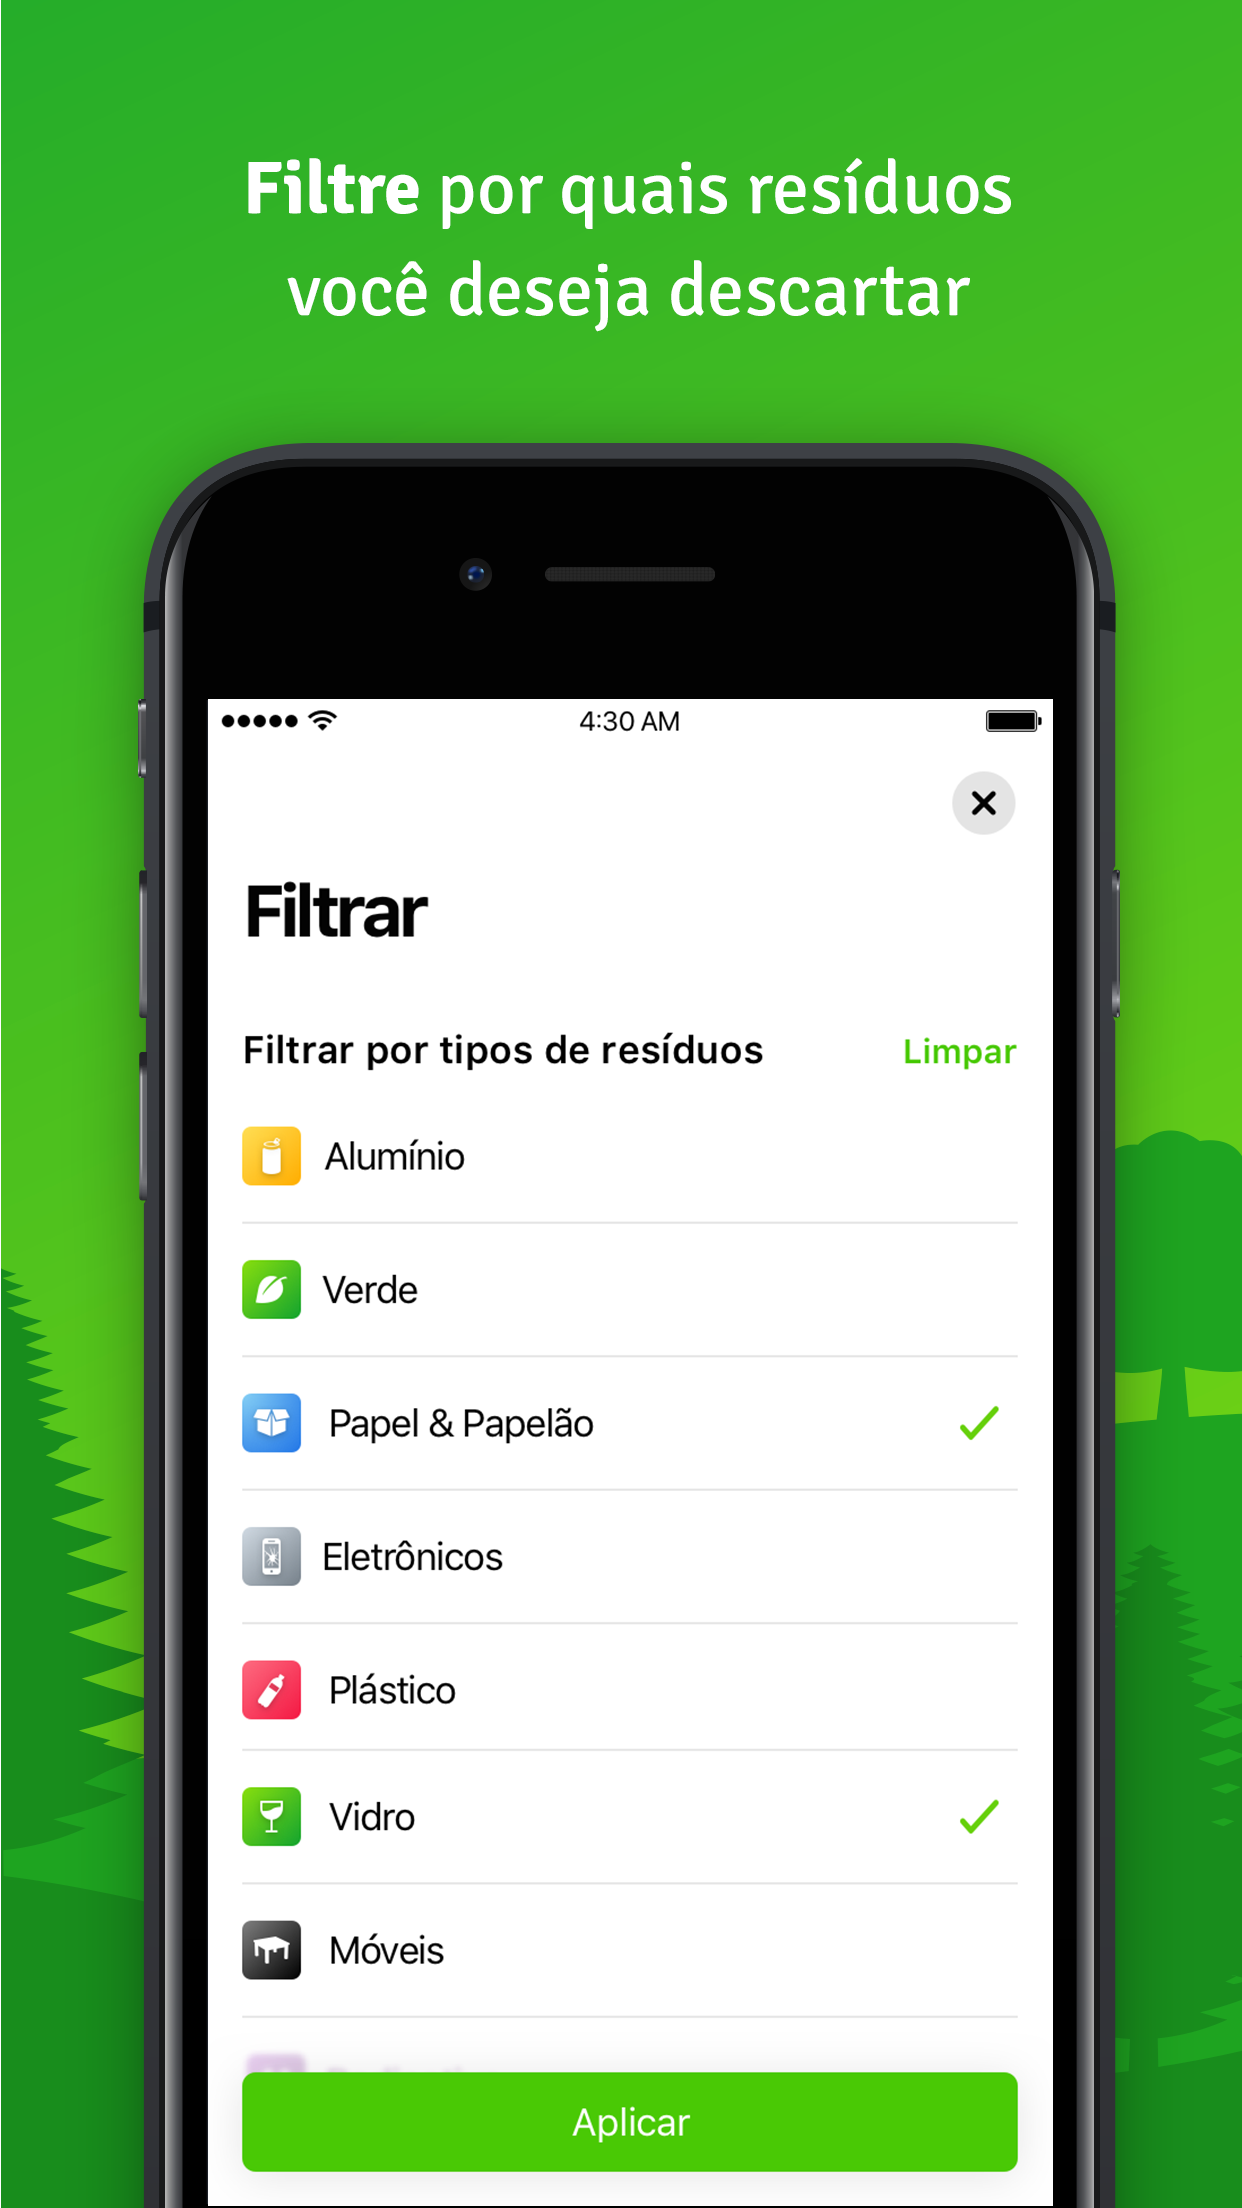 Filtre por quais resíduos
você deseja descartar
4:30 AM
Filtrar
Filtrar por tipos de resíduos
Limpar
Alumínio
Verde
Papel & Papelão
Eletrônicos
Plástico
Vidro
Móveis
Aplicar